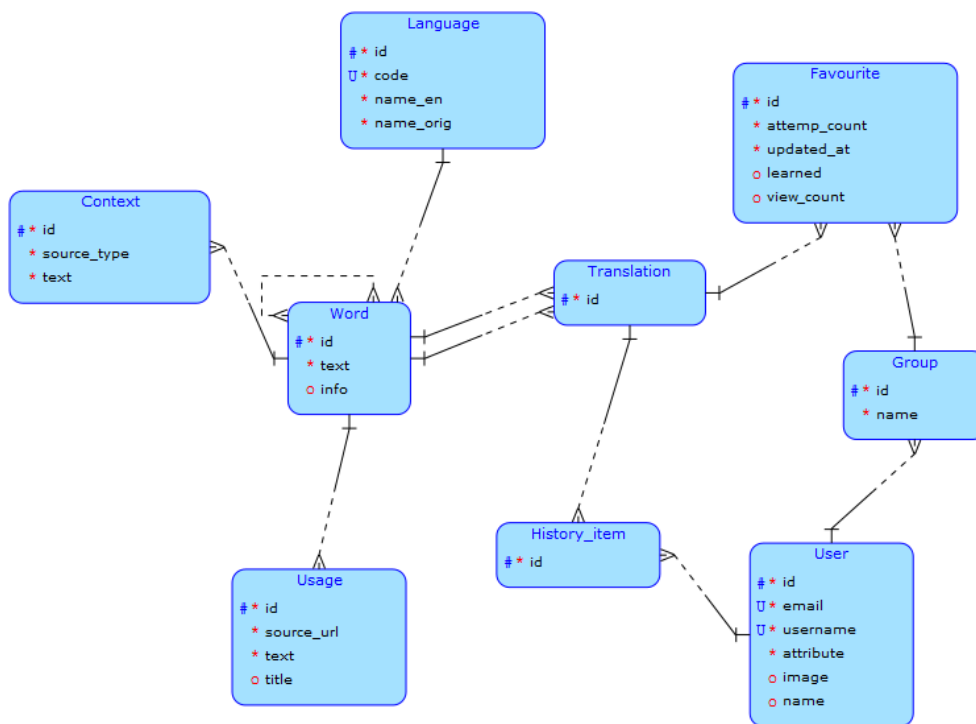 Language
# * id
U * code
* name_en
* name_orig
Favourite
# * id
* attemp_count
* updated_at
o learned
o view_count
Context
# * id
* source_type
* text
Translation
# * id
Word
# * id
* text
o info
Group
# * id
* name
History_item
# * id
User
# * id
U * email
U * username
* attribute
o image
o name
Usage
# * id
* source_url
* text
o title